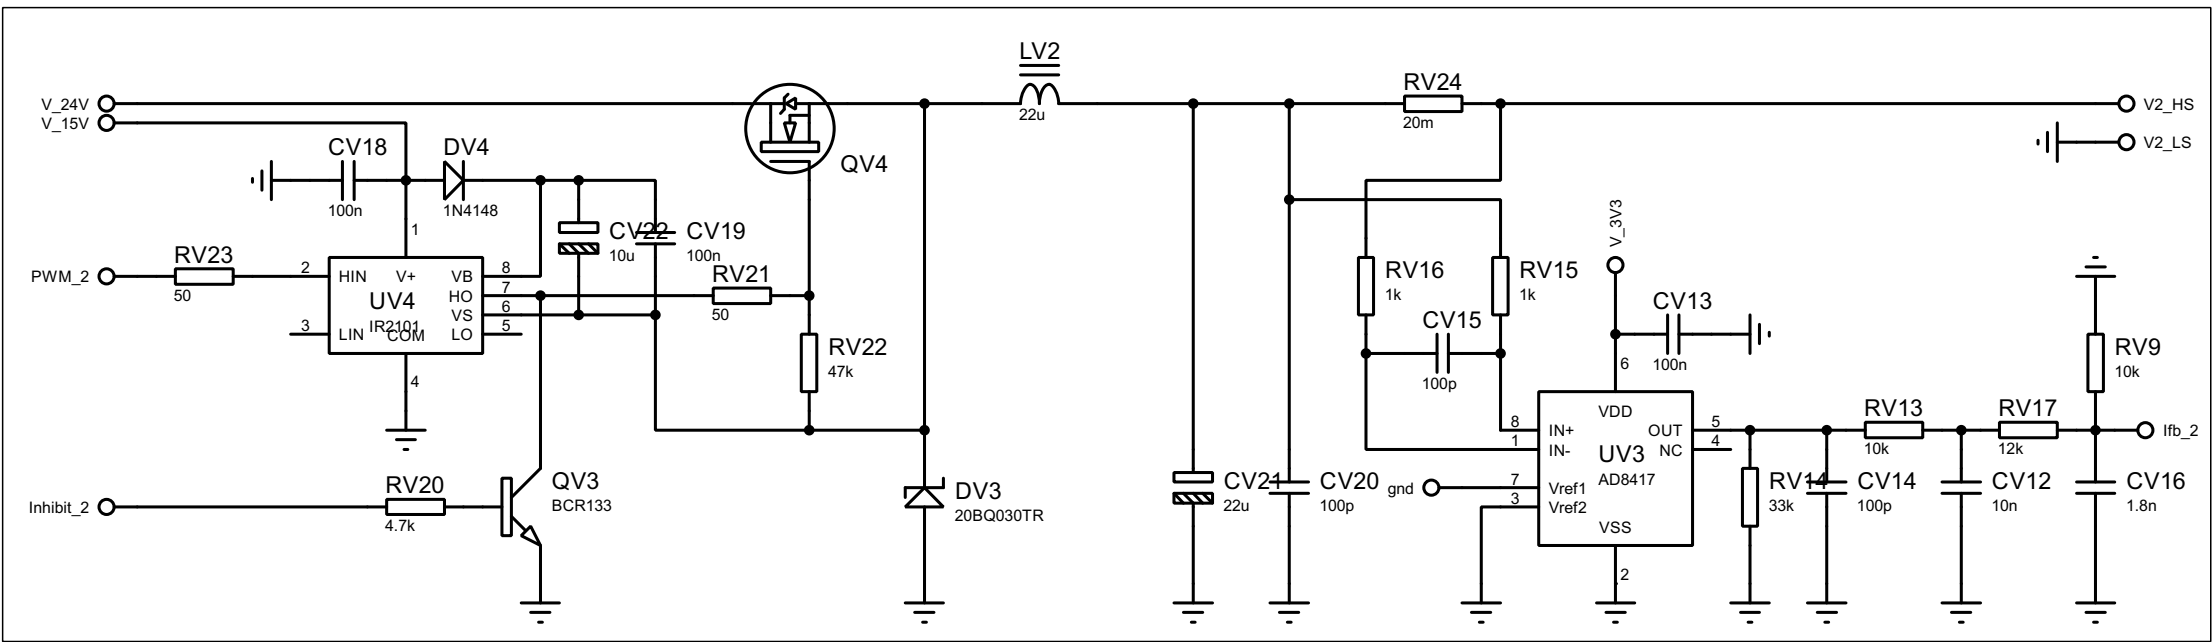 LV2
22u
RV24
20m
V_24V
V_15V
V2_HS
V2_LS
CV18
100n
DV4
1N4148
QV4
1
CV22
10u
CV19
100n
V_3V3
RV23
50
PWM_2
2
HIN
V+
VB
8
UV4
HO
7
IR2101
VS
6
3
LIN
COM
LO
5
4
RV21
50
RV22
47k
RV16
1k
RV15
1k
CV15
100p
CV13
100n
6
RV9
10k
VDD
8
IN+
OUT
5
1
IN-
NC
4
UV3
AD8417
gnd
7
Vref1
3
Vref2
VSS
2
RV13
10k
RV17
12k
Ifb_2
RV14
33k
CV14
100p
CV12
10n
CV16
1.8n
CV21
22u
CV20
100p
Inhibit_2
RV20
4.7k
QV3
BCR133
DV3
20BQ030TR